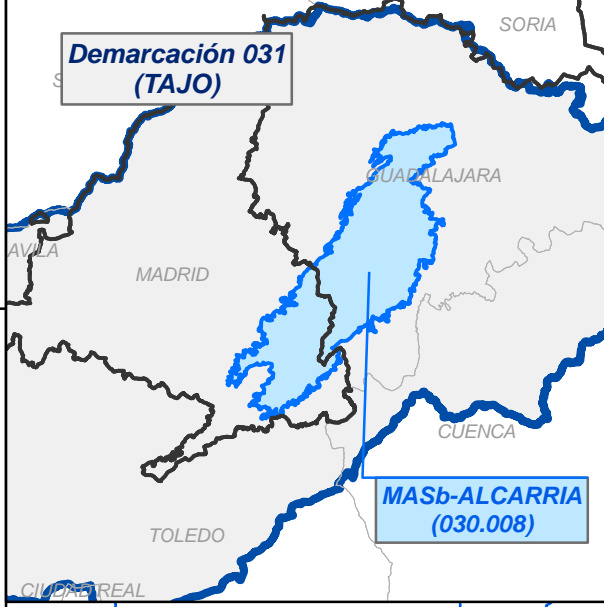 SORIA
Demarcación 031
(TAJO)
S
GUADALAJARA
AVILA
MADRID
CUENCA
MASb-ALCARRIA
(030.008)
TOLEDO
CIUDAD REAL